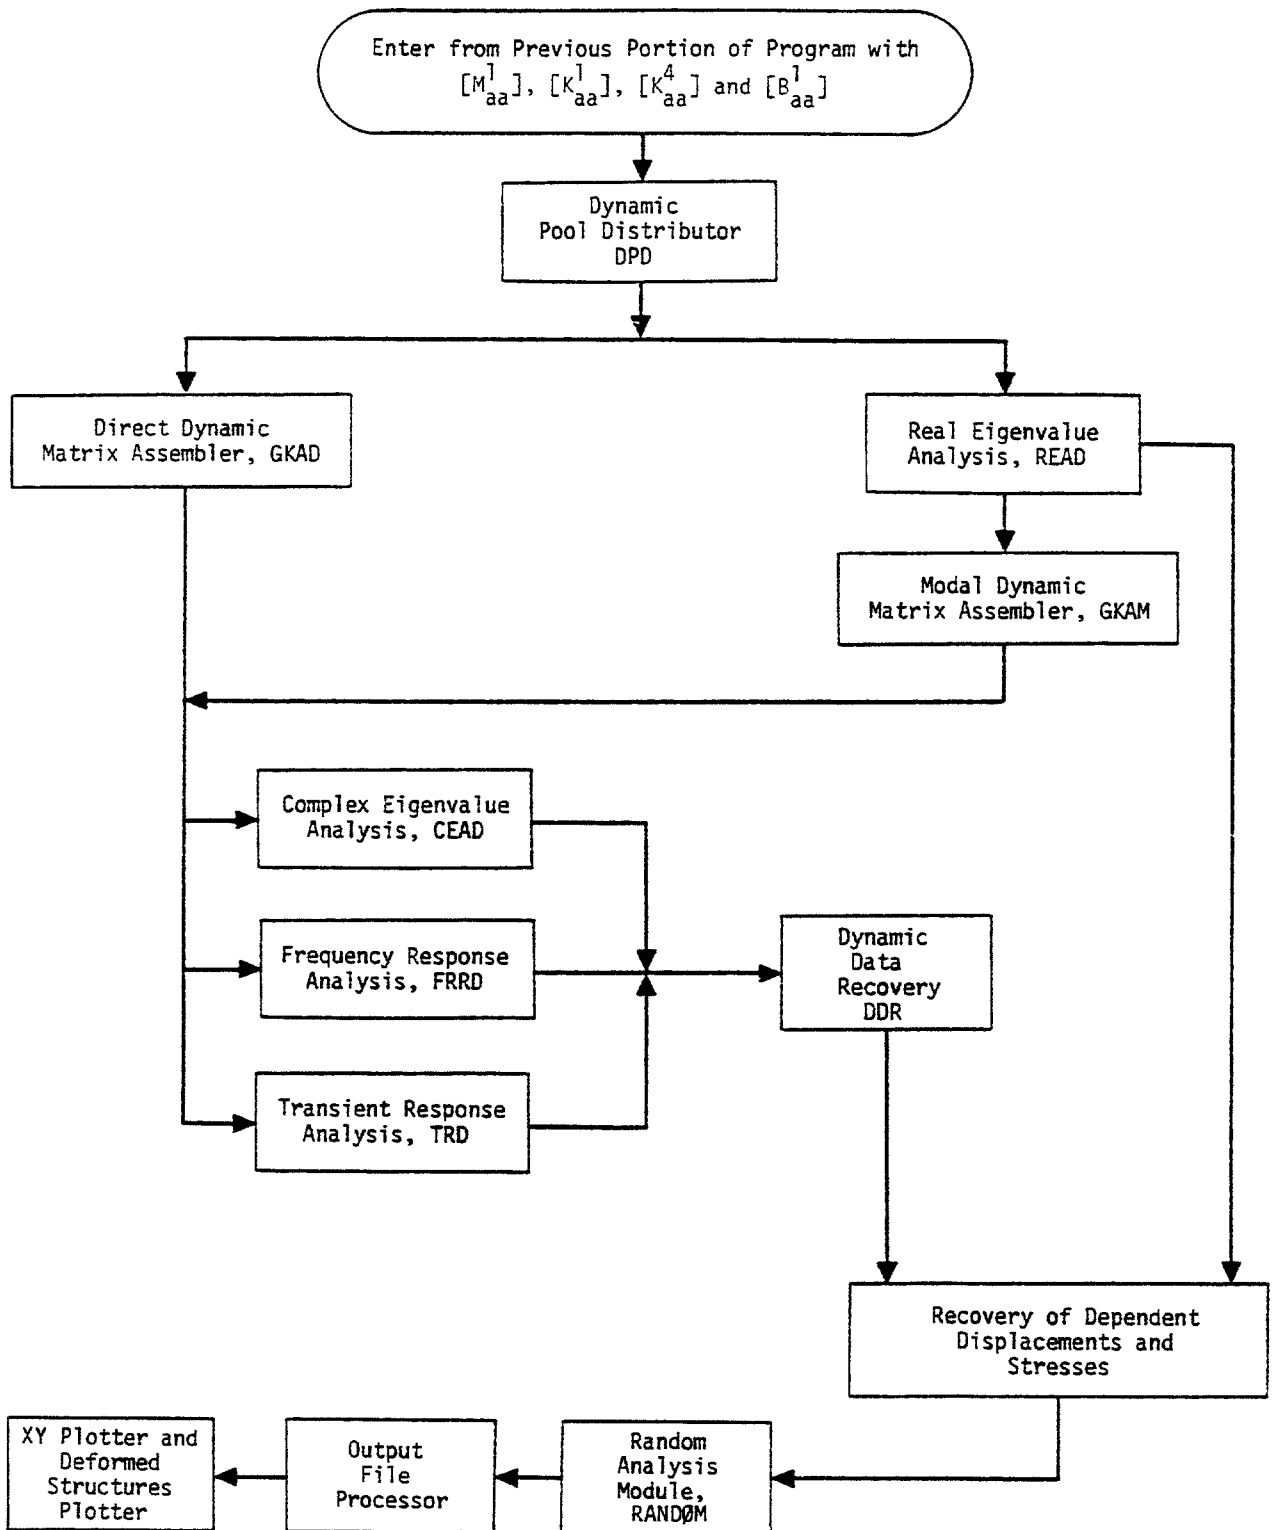 Enter from Previous Portion of Program with
[M¹aa], [K¹aa], [K⁴aa] and [B¹aa]
Dynamic
Pool Distributor
DPD
Direct Dynamic
Matrix Assembler, GKAD
Real Eigenvalue
Analysis, READ
Modal Dynamic
Matrix Assembler, GKAM
Complex Eigenvalue
Analysis, CEAD
Frequency Response
Analysis, FRRD
Dynamic
Data
Recovery
DDR
Transient Response
Analysis, TRD
Recovery of Dependent
Displacements and
Stresses
XY Plotter and
Deformed
Structures
Plotter
Output
File
Processor
Random
Analysis
Module,
RANDØM